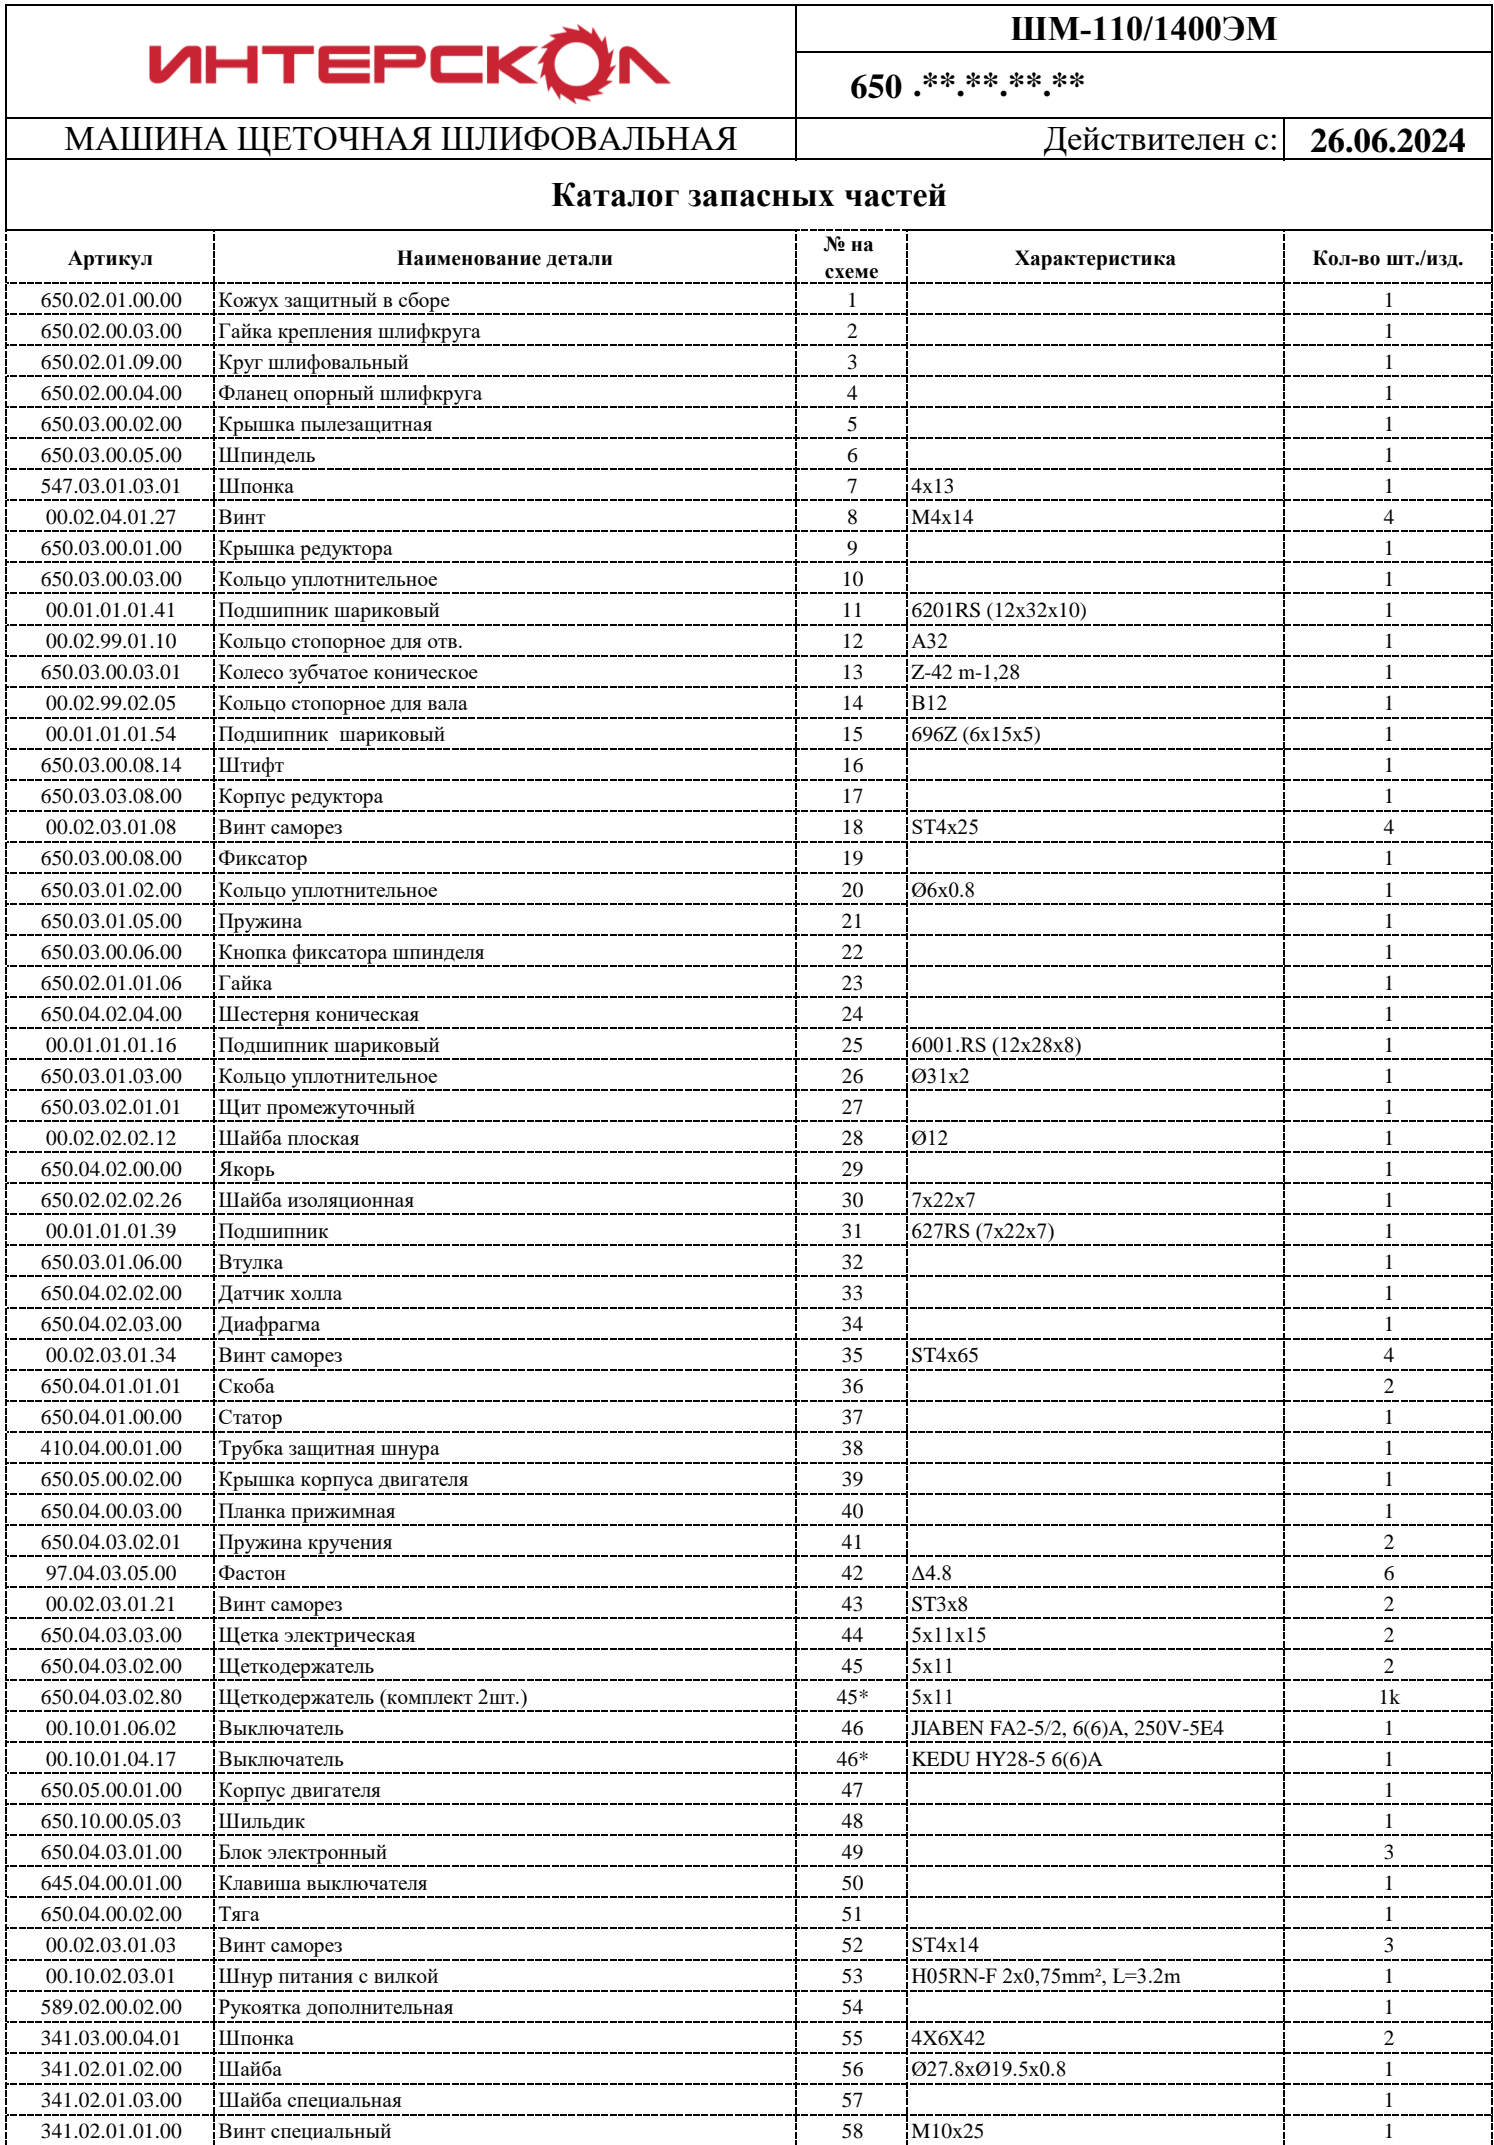 ИНТЕРСКОЛ
ШМ-110/1400ЭМ
650 .**.**.**.**
МАШИНА ЩЕТОЧНАЯ ШЛИФОВАЛЬНАЯ Действителен с: 26.06.2024
Каталог запасных частей
Артикул Наименование детали № на схеме Характеристика Кол-во шт./изд.
650.02.01.00.00 Кожух защитный в сборе 1 1
650.02.00.03.00 Гайка крепления шлифкруга 2 1
650.02.01.09.00 Круг шлифовальный 3 1
650.02.00.04.00 Фланец опорный шлифкруга 4 1
650.03.00.02.00 Крышка пылезащитная 5 1
650.03.00.05.00 Шпиндель 6 1
547.03.01.03.01 Шпонка 7 4x13 1
00.02.04.01.27 Винт 8 M4x14 4
650.03.00.01.00 Крышка редуктора 9 1
650.03.00.03.00 Кольцо уплотнительное 10 1
00.01.01.01.41 Подшипник шариковый 11 6201RS (12x32x10) 1
00.02.99.01.10 Кольцо стопорное для отв. 12 A32 1
650.03.00.03.01 Колесо зубчатое коническое 13 Z-42 m-1,28 1
00.02.99.02.05 Кольцо стопорное для вала 14 B12 1
00.01.01.01.54 Подшипник шариковый 15 696Z (6x15x5) 1
650.03.00.08.14 Штифт 16 1
650.03.03.08.00 Корпус редуктора 17 1
00.02.03.01.08 Винт саморез 18 ST4x25 4
650.03.00.08.00 Фиксатор 19 1
650.03.01.02.00 Кольцо уплотнительное 20 Ø6x0.8 1
650.03.01.05.00 Пружина 21 1
650.03.00.06.00 Кнопка фиксатора шпинделя 22 1
650.02.01.01.06 Гайка 23 1
650.04.02.04.00 Шестерня коническая 24 1
00.01.01.01.16 Подшипник шариковый 25 6001.RS (12x28x8) 1
650.03.01.03.00 Кольцо уплотнительное 26 Ø31x2 1
650.03.02.01.01 Щит промежуточный 27 1
00.02.02.02.12 Шайба плоская 28 Ø12 1
650.04.02.00.00 Якорь 29 1
650.02.02.02.26 Шайба изоляционная 30 7x22x7 1
00.01.01.01.39 Подшипник 31 627RS (7x22x7) 1
650.03.01.06.00 Втулка 32 1
650.04.02.02.00 Датчик холла 33 1
650.04.02.03.00 Диафрагма 34 1
00.02.03.01.34 Винт саморез 35 ST4x65 4
650.04.01.01.01 Скоба 36 2
650.04.01.00.00 Статор 37 1
410.04.00.01.00 Трубка защитная шнура 38 1
650.05.00.02.00 Крышка корпуса двигателя 39 1
650.04.00.03.00 Планка прижимная 40 1
650.04.03.02.01 Пружина кручения 41 2
97.04.03.05.00 Фастон 42 Δ4.8 6
00.02.03.01.21 Винт саморез 43 ST3x8 2
650.04.03.03.00 Щетка электрическая 44 5x11x15 2
650.04.03.02.00 Щеткодержатель 45 5x11 2
650.04.03.02.80 Щеткодержатель (комплект 2шт.) 45* 5x11 1k
00.10.01.06.02 Выключатель 46 JIABEN FA2-5/2, 6(6)A, 250V-5E4 1
00.10.01.04.17 Выключатель 46* KEDU HY28-5 6(6)A 1
650.05.00.01.00 Корпус двигателя 47 1
650.10.00.05.03 Шильдик 48 1
650.04.03.01.00 Блок электронный 49 3
645.04.00.01.00 Клавиша выключателя 50 1
650.04.00.02.00 Тяга 51 1
00.02.03.01.03 Винт саморез 52 ST4x14 3
00.10.02.03.01 Шнур питания с вилкой 53 H05RN-F 2x0,75mm², L=3.2m 1
589.02.00.02.00 Рукоятка дополнительная 54 1
341.03.00.04.01 Шпонка 55 4X6X42 2
341.02.01.02.00 Шайба 56 Ø27.8xØ19.5x0.8 1
341.02.01.03.00 Шайба специальная 57 1
341.02.01.01.00 Винт специальный 58 M10x25 1